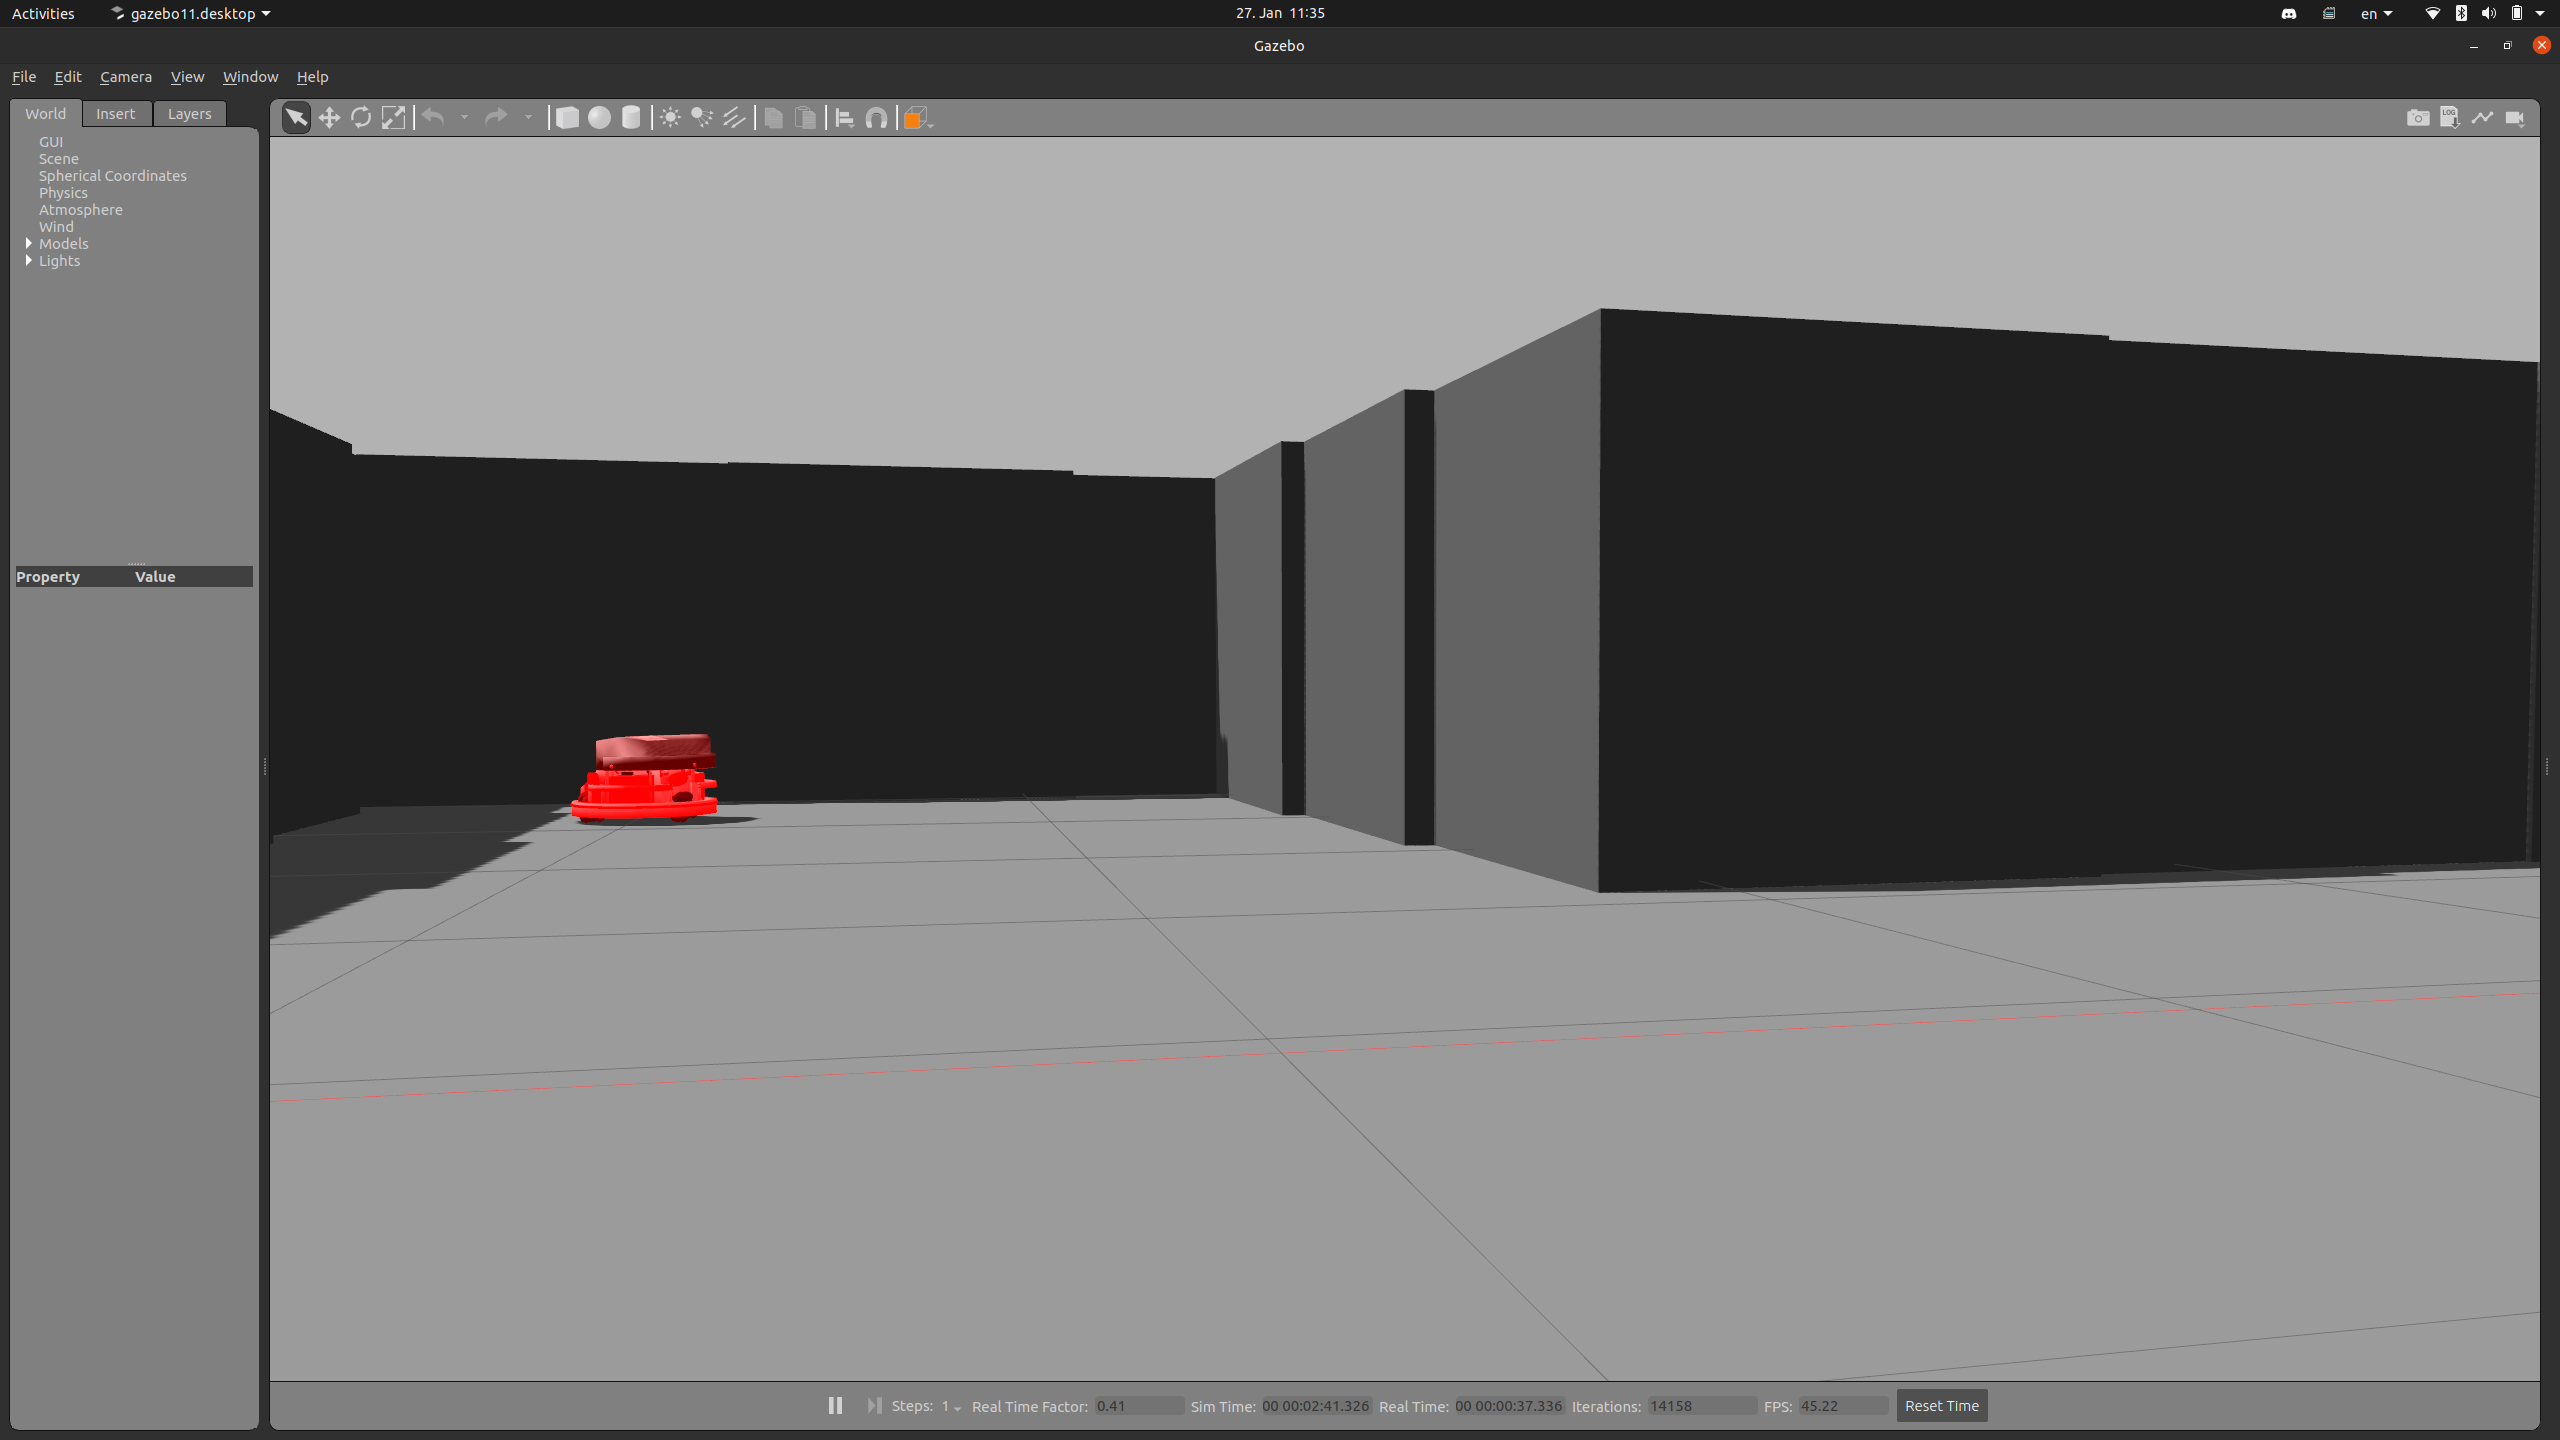 Activities gazebo11.desktop 27. Jan 11:35 en
Gazebo
File Edit Camera View Window Help
World Insert Layers
LOG
GUI
Scene
Spherical Coordinates
Physics
Atmosphere
Wind
Models
Lights
Property Value
Steps: 1 Real Time Factor: 0.41 Sim Time: 00 00:02:41.326 Real Time: 00 00:00:37.336 Iterations: 14158 FPS: 45.22 Reset Time